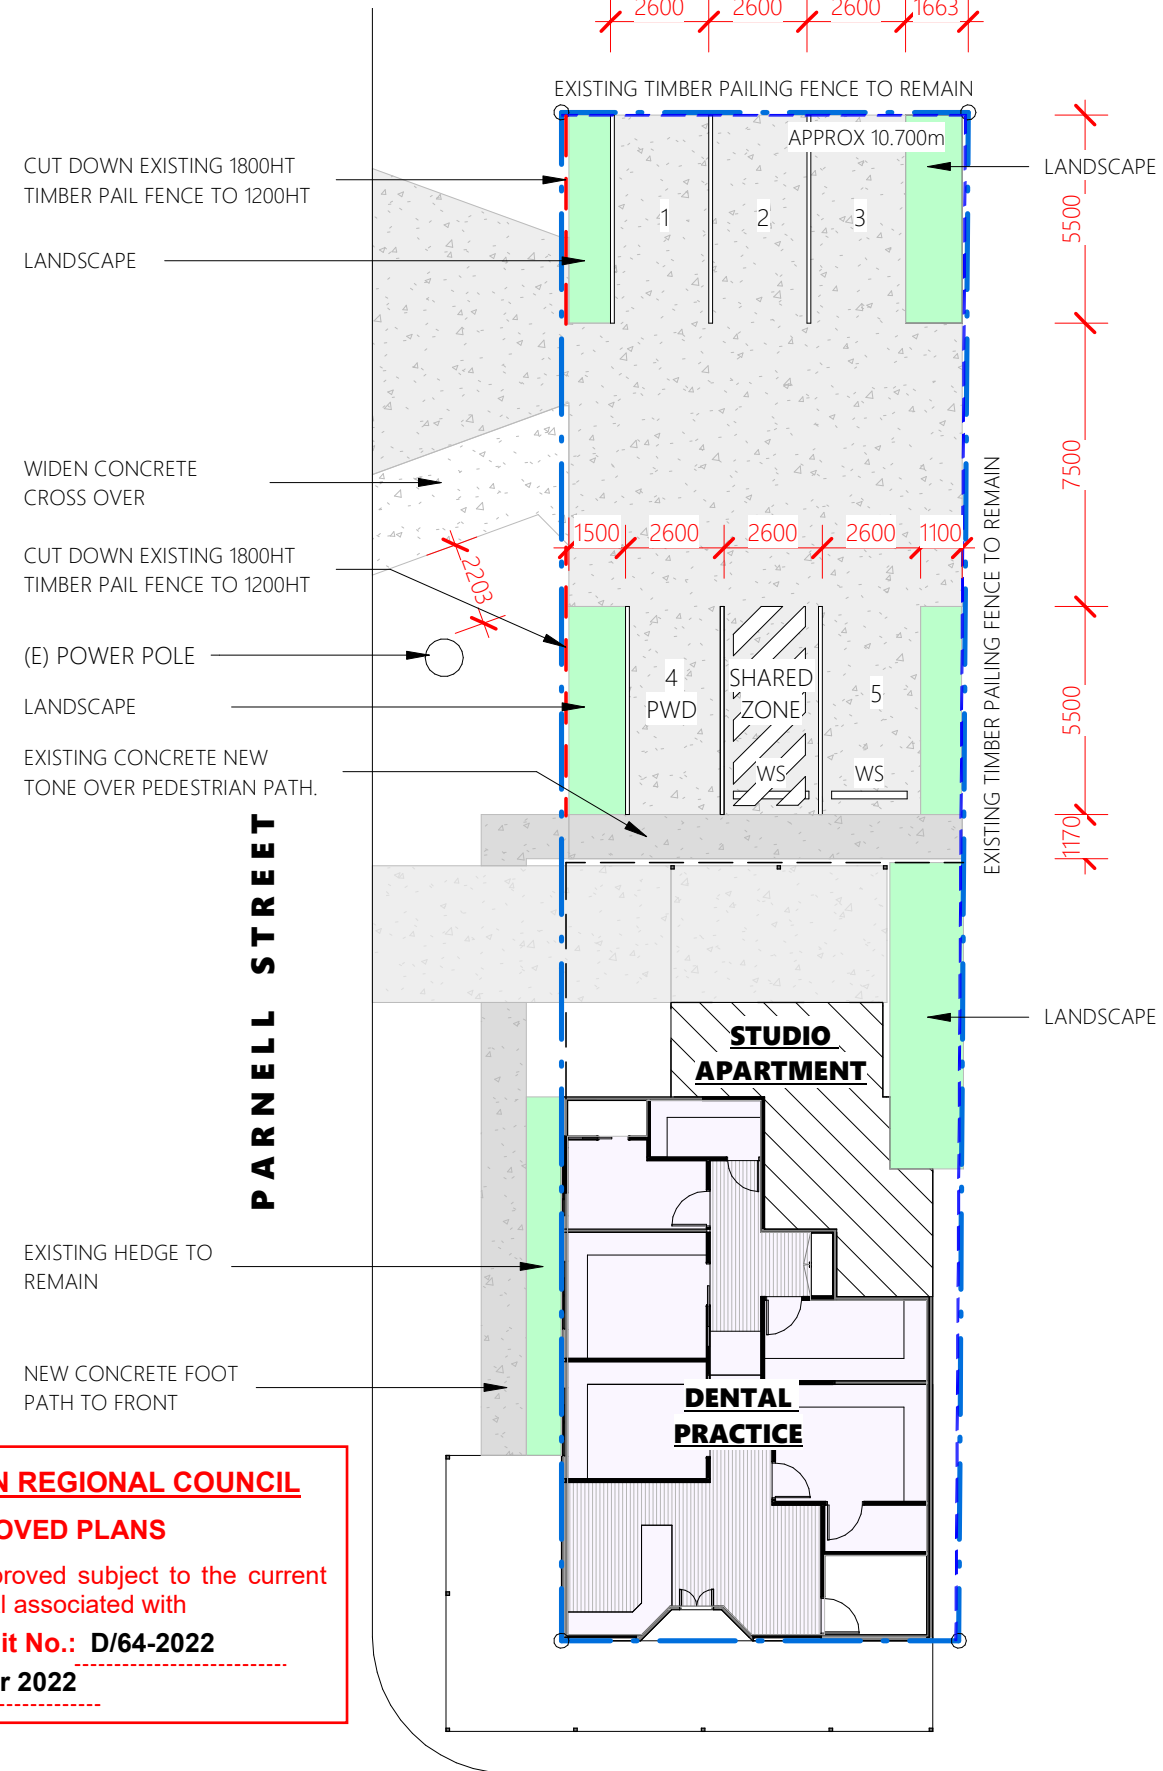 2600
2600
2600
1663
EXISTING TIMBER PAILING FENCE TO REMAIN
APPROX 10.700m
CUT DOWN EXISTING 1800HT
TIMBER PAIL FENCE TO 1200HT
LANDSCAPE
LANDSCAPE
1
2
3
5500
7500
WIDEN CONCRETE
CROSS OVER
CUT DOWN EXISTING 1800HT
TIMBER PAIL FENCE TO 1200HT
1500
2600
2600
2600
1100
2203
EXISTING TIMBER PAILING FENCE TO REMAIN
(E) POWER POLE
LANDSCAPE
4
PWD
SHARED
ZONE
5
WS
WS
5500
1170
EXISTING CONCRETE NEW
TONE OVER PEDESTRIAN PATH.
PARNELL STREET
STUDIO
APARTMENT
LANDSCAPE
EXISTING HEDGE TO
REMAIN
NEW CONCRETE FOOT
PATH TO FRONT
DENTAL
PRACTICE
N REGIONAL COUNCIL
OVED PLANS
proved subject to the current
l associated with
it No.: D/64-2022
r 2022